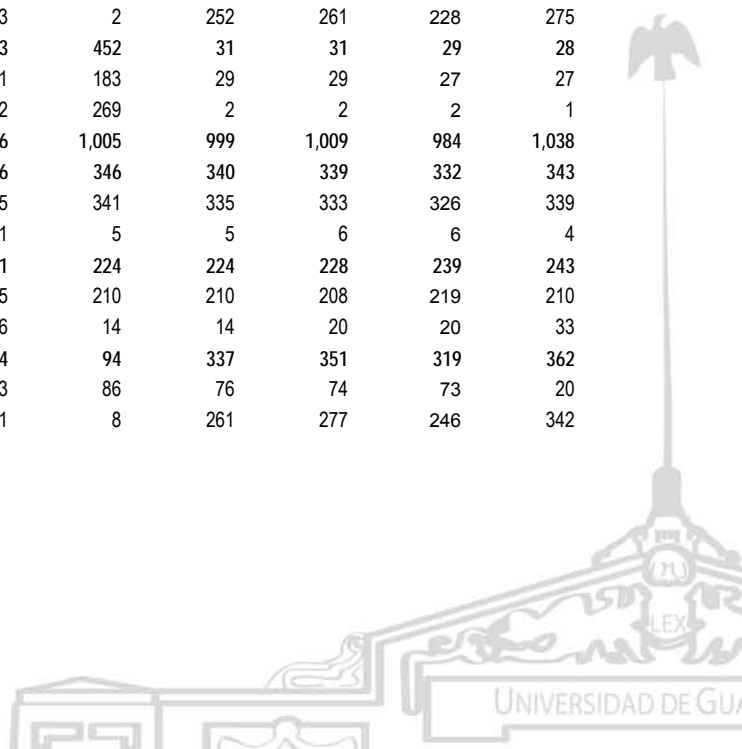 3 2 252 261 228 275
3 452 31 31 29 28
1 183 29 29 27 27
2 269 2 2 2 1
6 1,005 999 1,009 984 1,038
6 346 340 339 332 343
5 341 335 333 326 339
1 5 5 6 6 4
1 224 224 228 239 243
5 210 210 208 219 210
6 14 14 20 20 33
4 94 337 351 319 362
3 86 76 74 73 20
1 8 261 277 246 342
LEX
UNIVERSIDAD DE GUA